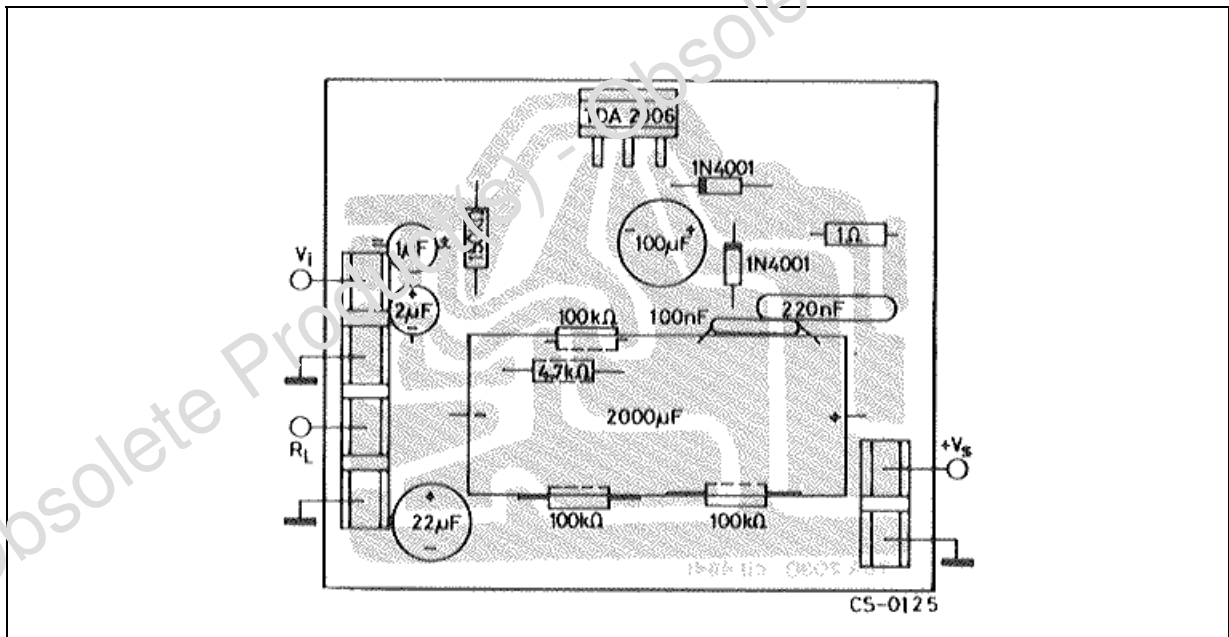 Obsolete Product(s) - Obsole
TDA 2006
1N4001
1µF
100µF
1Ω
Vi
1N4001
2µF
100kΩ
100nF
220nF
4,7kΩ
2000µF
RL
+Vs
22µF
100kΩ
100kΩ
CS-0125